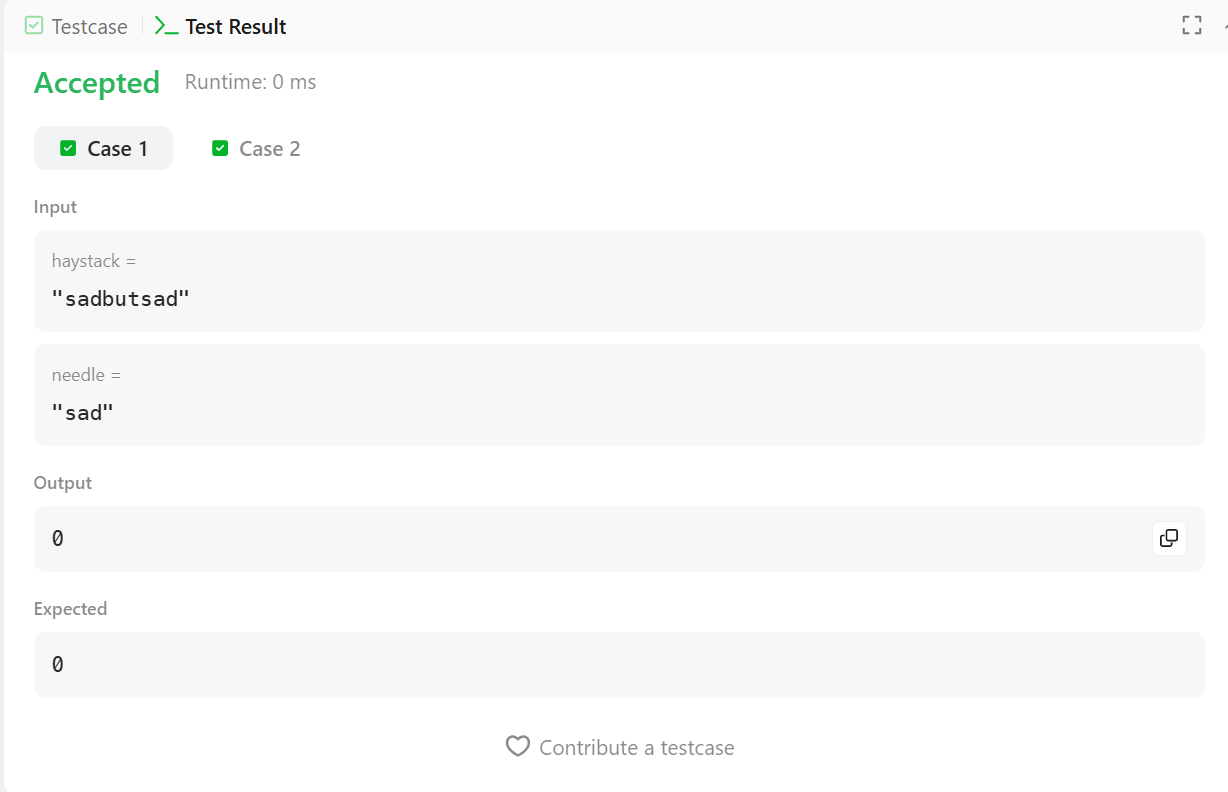 Testcase
Test Result
Accepted
Runtime: 0 ms
Case 1
Case 2
Input
haystack =
"sadbutsad"
needle =
"sad"
Output
0
Expected
0
Contribute a testcase